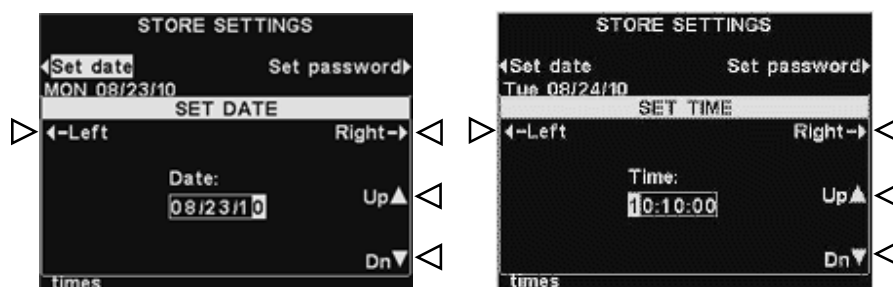 STORE SETTINGS
Set date Set password
MON 08/23/10
SET DATE
Left Right
Date:
08/23/10 Up
Dn
times
STORE SETTINGS
Set date Set password
Tue 08/24/10
SET TIME
Left Right
Time:
10:10:00 Up
Dn
times